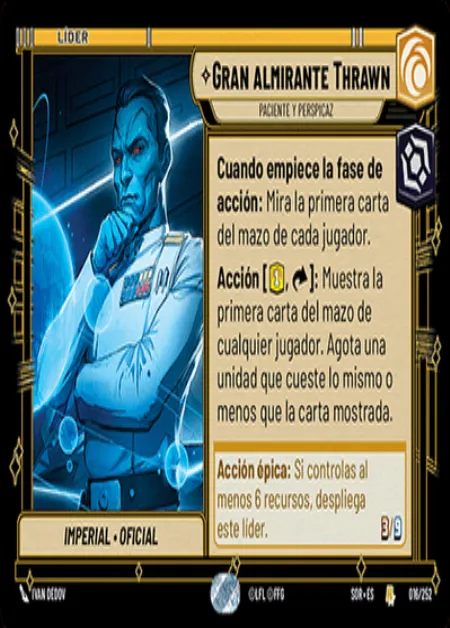 LÍDER
GRAN ALMIRANTE THRAWN
PACIENTE Y PERSPICAZ
Cuando empiece la fase de
acción: Mira la primera carta
del mazo de cada jugador.
Acción [1, ]: Muestra la
primera carta del mazo de
cualquier jugador. Agota una
unidad que cueste lo mismo o
menos que la carta mostrada.
Acción épica: Si controlas al
menos 6 recursos, despliega
este líder.
3/9
IMPERIAL • OFICIAL
IVAN DEDOV
©LFL ©FFG
SOR • ES
016/252